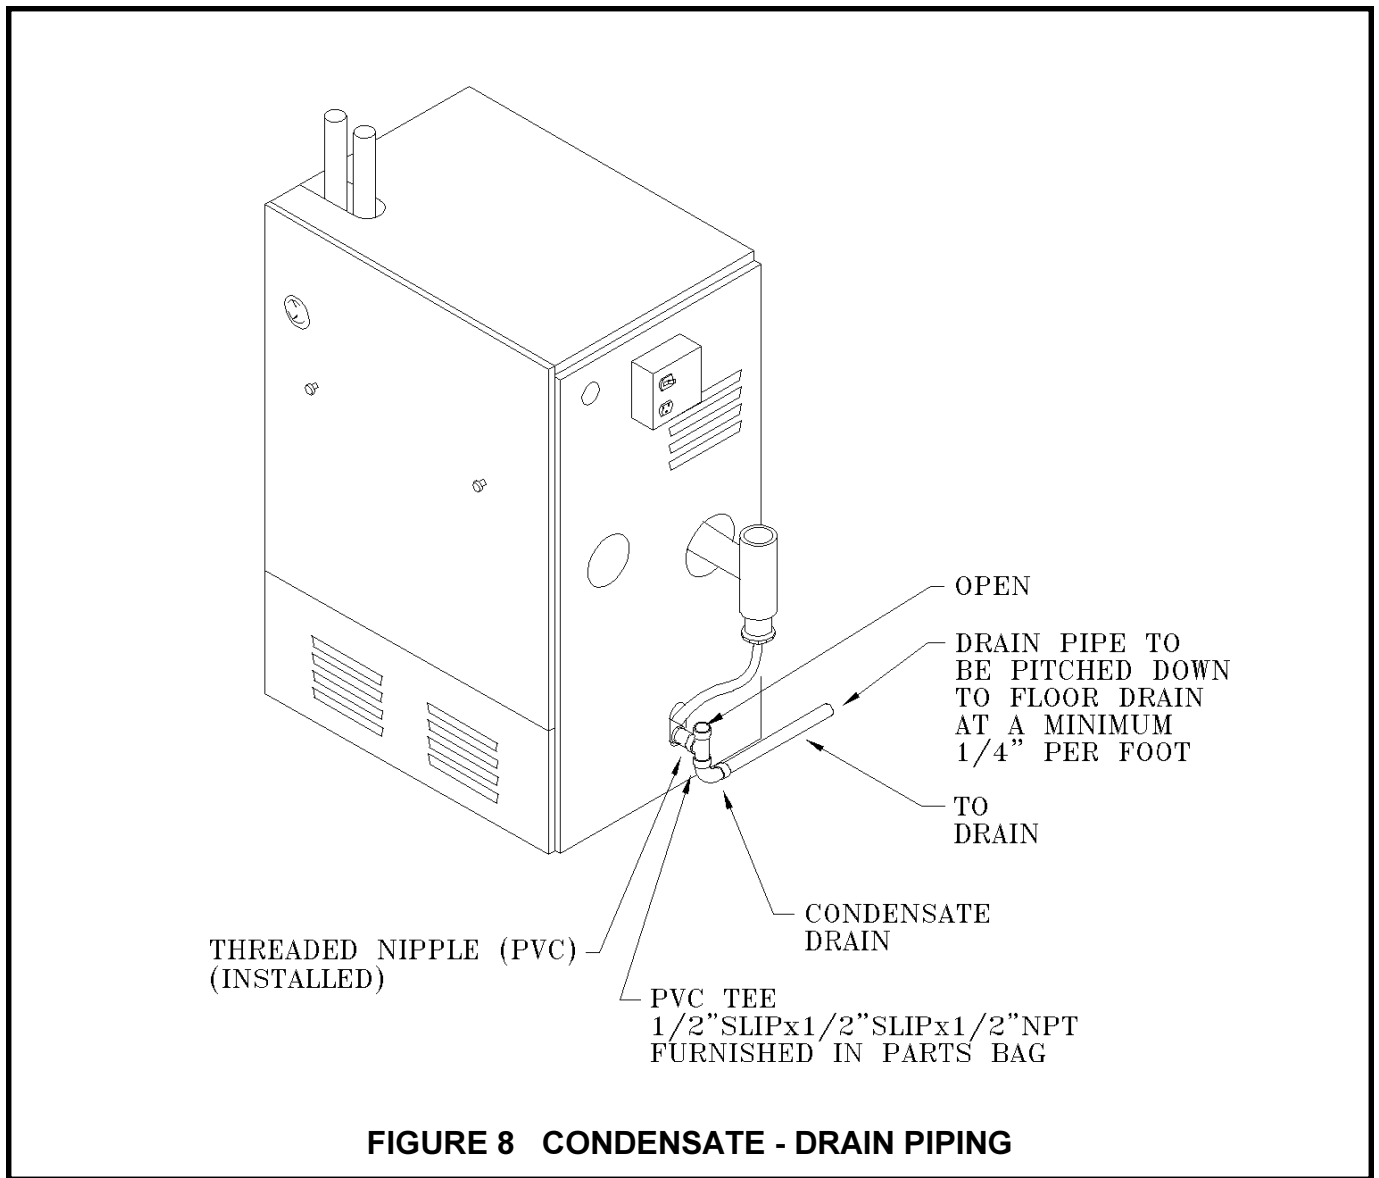 OPEN
DRAIN PIPE TO
BE PITCHED DOWN
TO FLOOR DRAIN
AT A MINIMUM
1/4" PER FOOT
TO
DRAIN
CONDENSATE
DRAIN
THREADED NIPPLE (PVC)
(INSTALLED)
PVC TEE
1/2"SLIPx1/2"SLIPx1/2"NPT
FURNISHED IN PARTS BAG
FIGURE 8 CONDENSATE - DRAIN PIPING